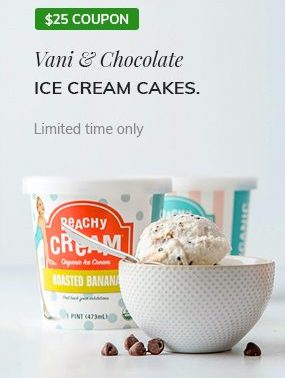 $25 COUPON
Vani & Chocolate
ICE CREAM CAKES.
Limited time only
PEACHY
CREAM
Organic Ice Cream
ROASTED BANANA
1 PINT (473mL)